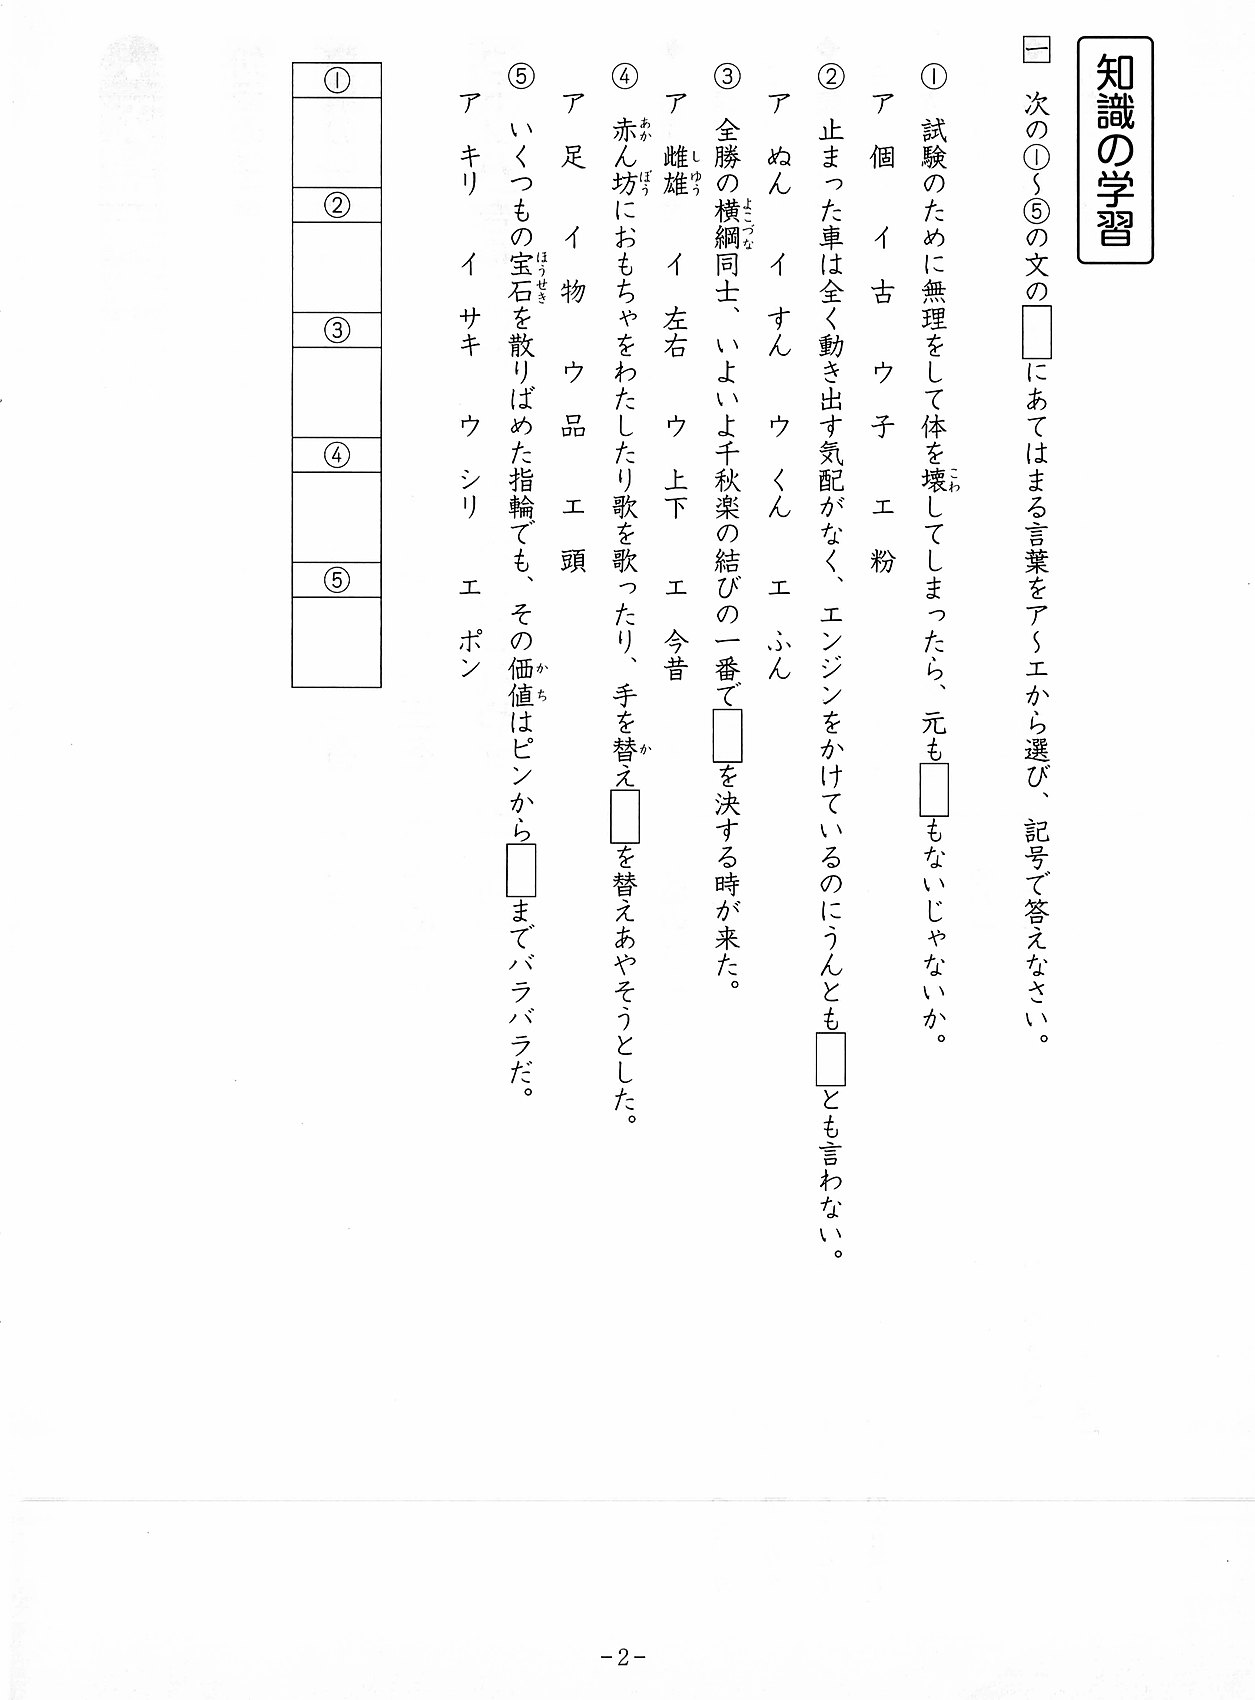 知識の学習
一 次の①～⑤の文の□にあてはまる言葉をア～エから選び、記号で答えなさい。
① 試験のために無理をして体を壊してしまったら、元も□もないじゃないか。
ア 個 イ 古 ウ 子 エ 粉
② 止まった車は全く動き出す気配がなく、エンジンをかけているのにうんとも□とも言わない。
ア ぬん イ すん ウ くん エ ふん
③ 全勝の横綱同士、いよいよ千秋楽の結びの一番で□を決する時が来た。
ア 雌雄 イ 左右 ウ 上下 エ 今昔
④ 赤ん坊におもちゃをわたしたり歌を歌ったり、手を替え□を替えあやそうとした。
ア 足 イ 物 ウ 品 エ 頭
⑤ いくつもの宝石を散りばめた指輪でも、その価値はピンから□までバラバラだ。
ア キリ イ サキ ウ シリ エ ポン
①
②
③
④
⑤
-2-